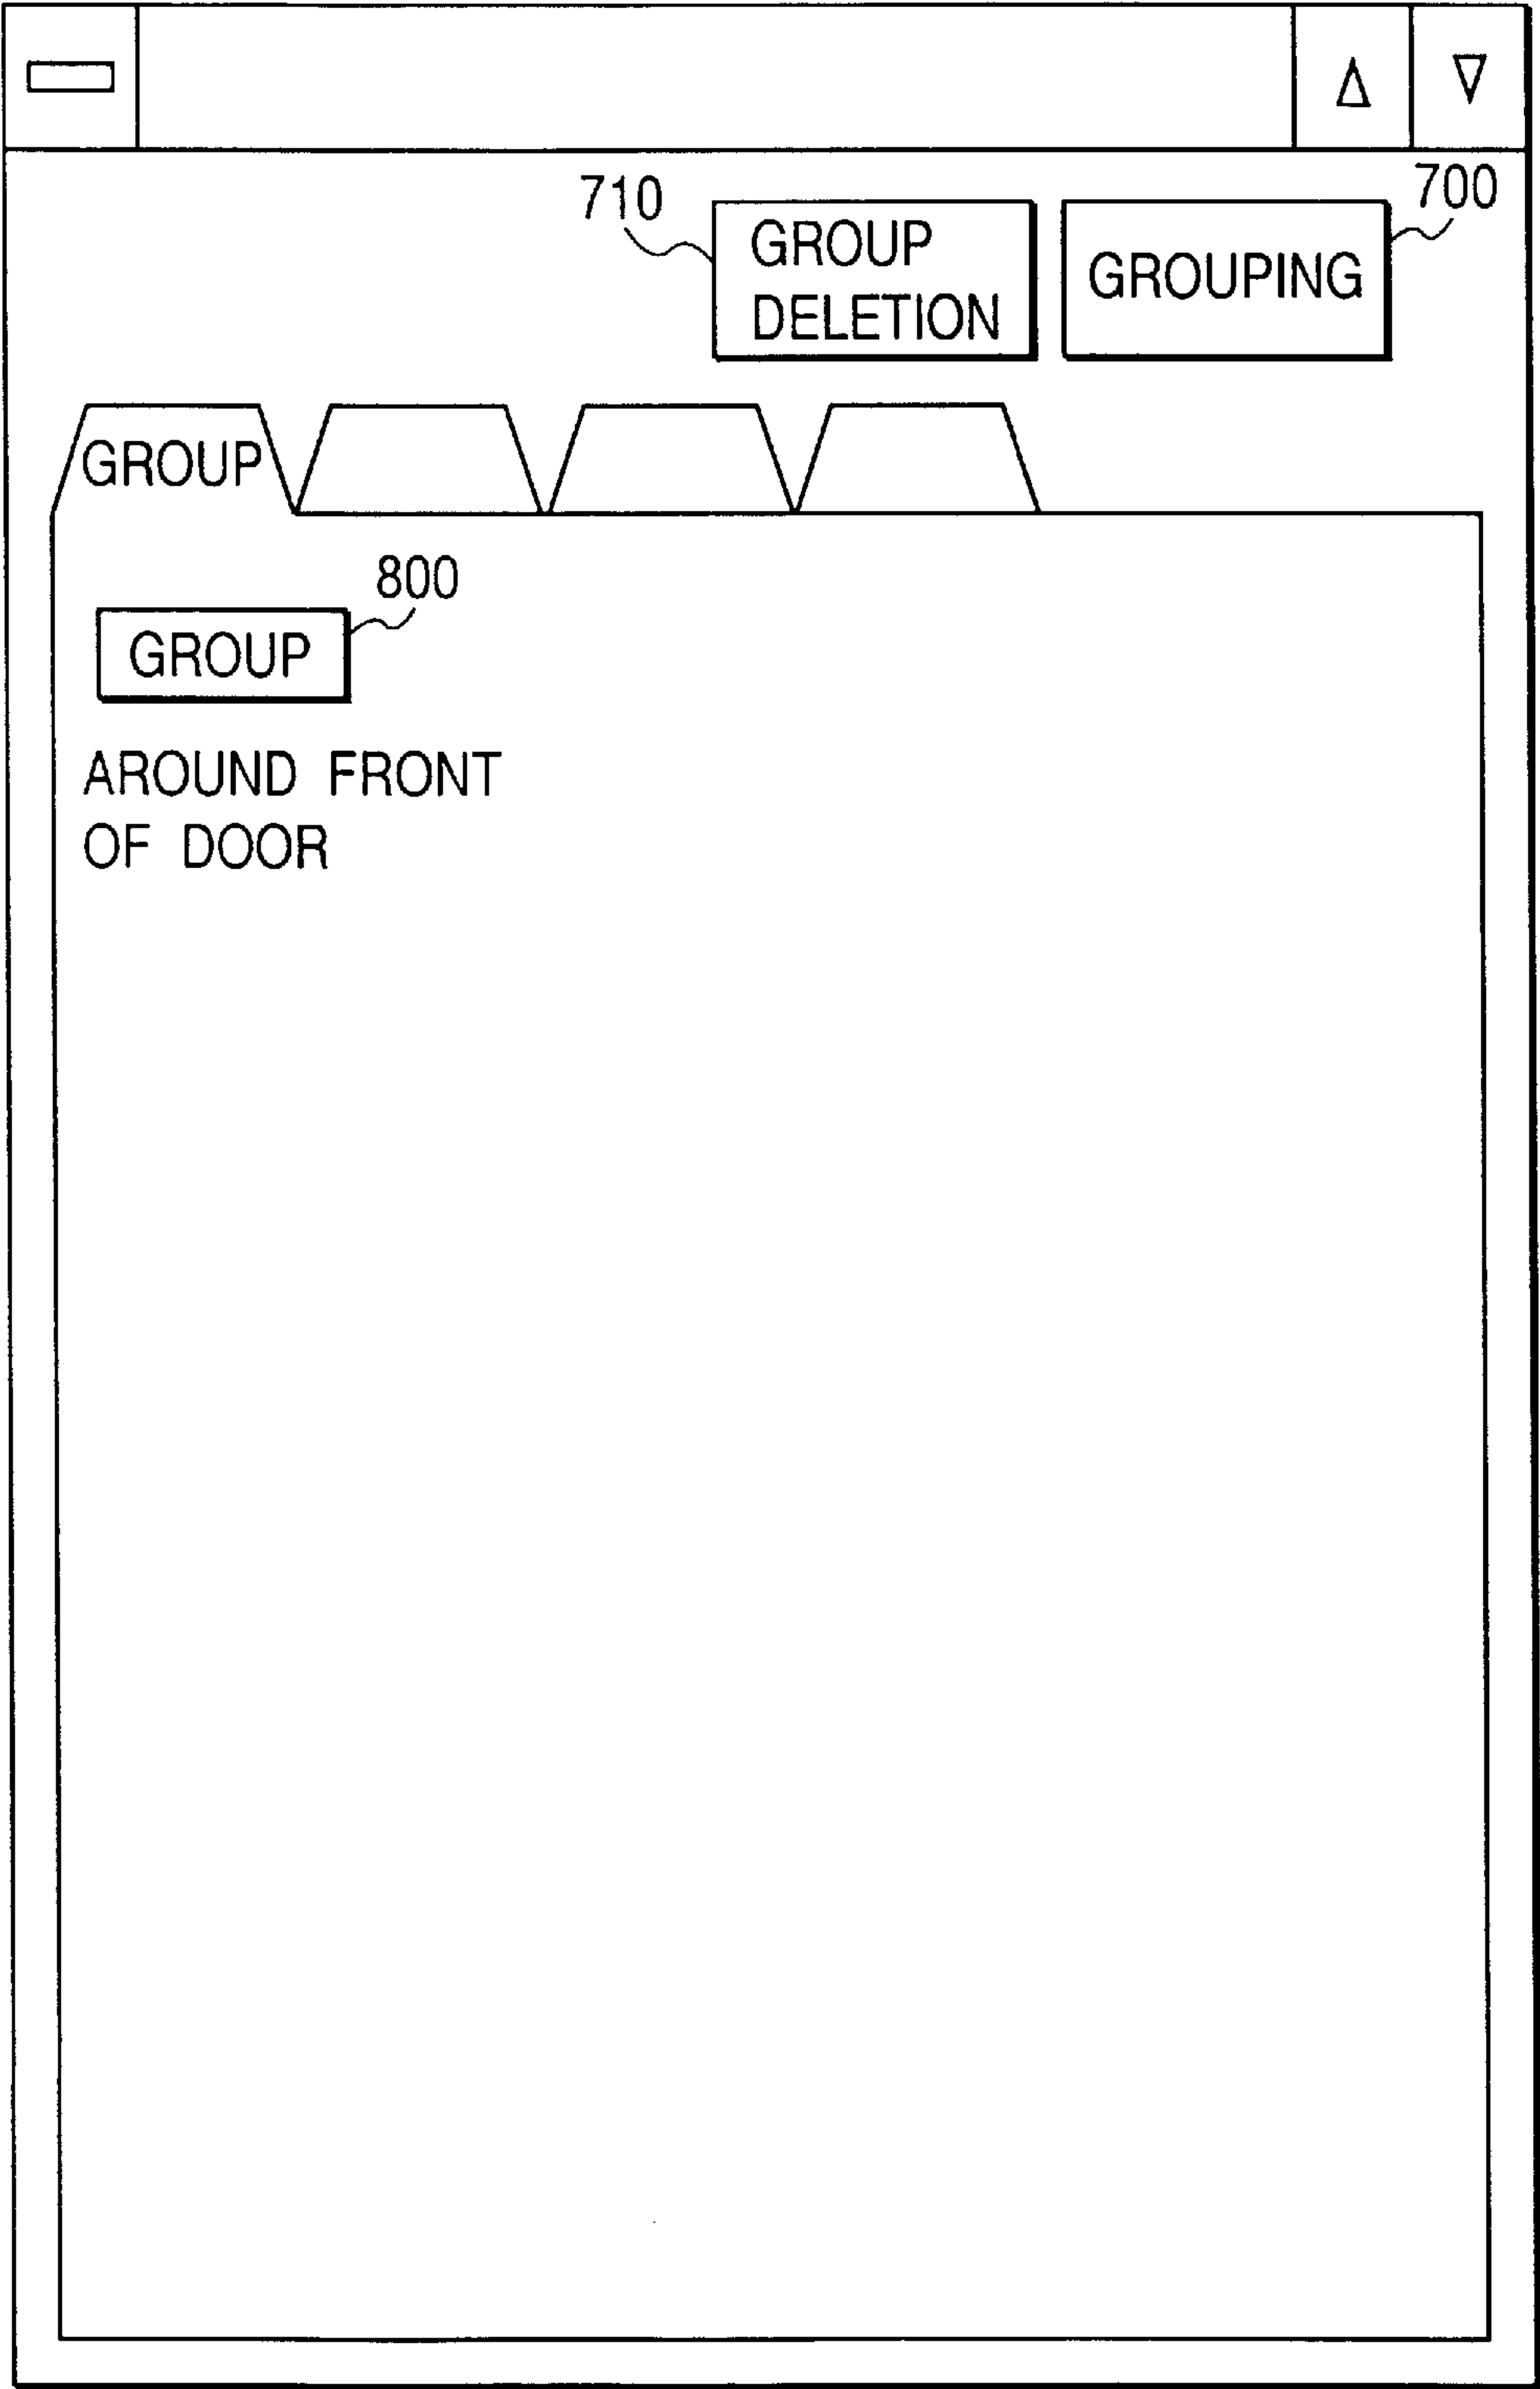 710
700
GROUP
DELETION
GROUPING
GROUP
800
GROUP
AROUND FRONT
OF DOOR